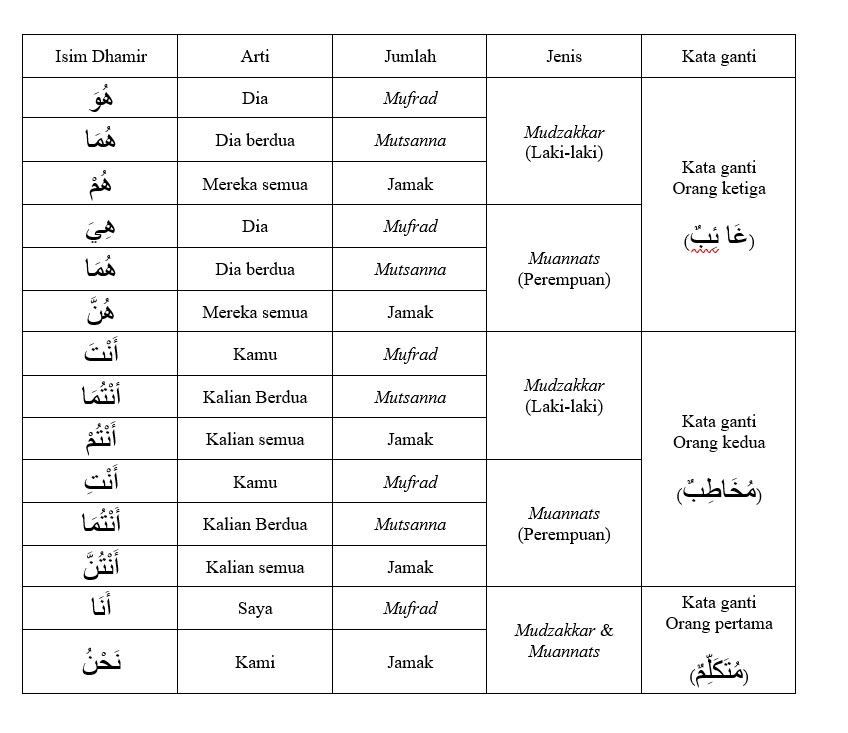 Isim Dhamir Arti Jumlah Jenis Kata ganti
هُوَ Dia Mufrad
هُمَا Dia berdua Mutsanna
هُمْ Mereka semua Jamak
Mudzakkar
(Laki-laki)
هِيَ Dia Mufrad
هُمَا Dia berdua Mutsanna
هُنَّ Mereka semua Jamak
Muannats
(Perempuan)
Kata ganti
Orang ketiga
(غَا ئِبٌ)
أَنْتَ Kamu Mufrad
أَنْتُمَا Kalian Berdua Mutsanna
أَنْتُمْ Kalian semua Jamak
Mudzakkar
(Laki-laki)
أَنْتِ Kamu Mufrad
أَنْتُمَا Kalian Berdua Mutsanna
أَنْتُنَّ Kalian semua Jamak
Muannats
(Perempuan)
Kata ganti
Orang kedua
(مُخَاطِبٌ)
أَنَا Saya Mufrad
نَحْنُ Kami Jamak
Mudzakkar &
Muannats
Kata ganti
Orang pertama
(مُتَكَلِّمٌ)